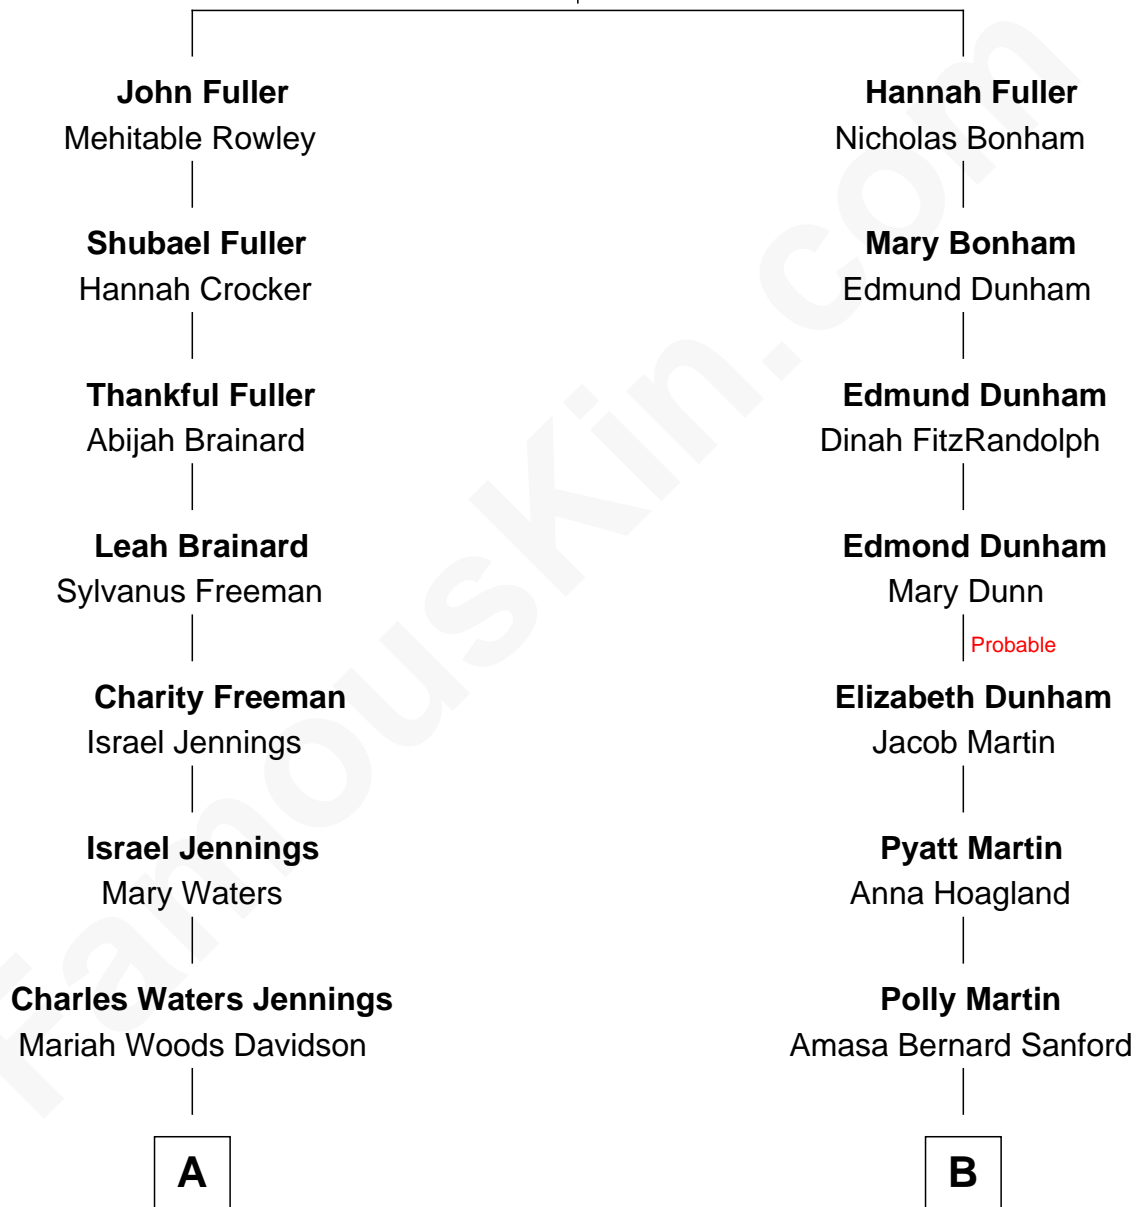 John Fuller
Mehitable Rowley
Shubael Fuller
Hannah Crocker
Thankful Fuller
Abijah Brainard
Leah Brainard
Sylvanus Freeman
Charity Freeman
Israel Jennings
Israel Jennings
Mary Waters
Charles Waters Jennings
Mariah Woods Davidson
A
Hannah Fuller
Nicholas Bonham
Mary Bonham
Edmund Dunham
Edmund Dunham
Dinah FitzRandolph
Edmond Dunham
Mary Dunn
Probable
Elizabeth Dunham
Jacob Martin
Pyatt Martin
Anna Hoagland
Polly Martin
Amasa Bernard Sanford
B
FamousKin.com